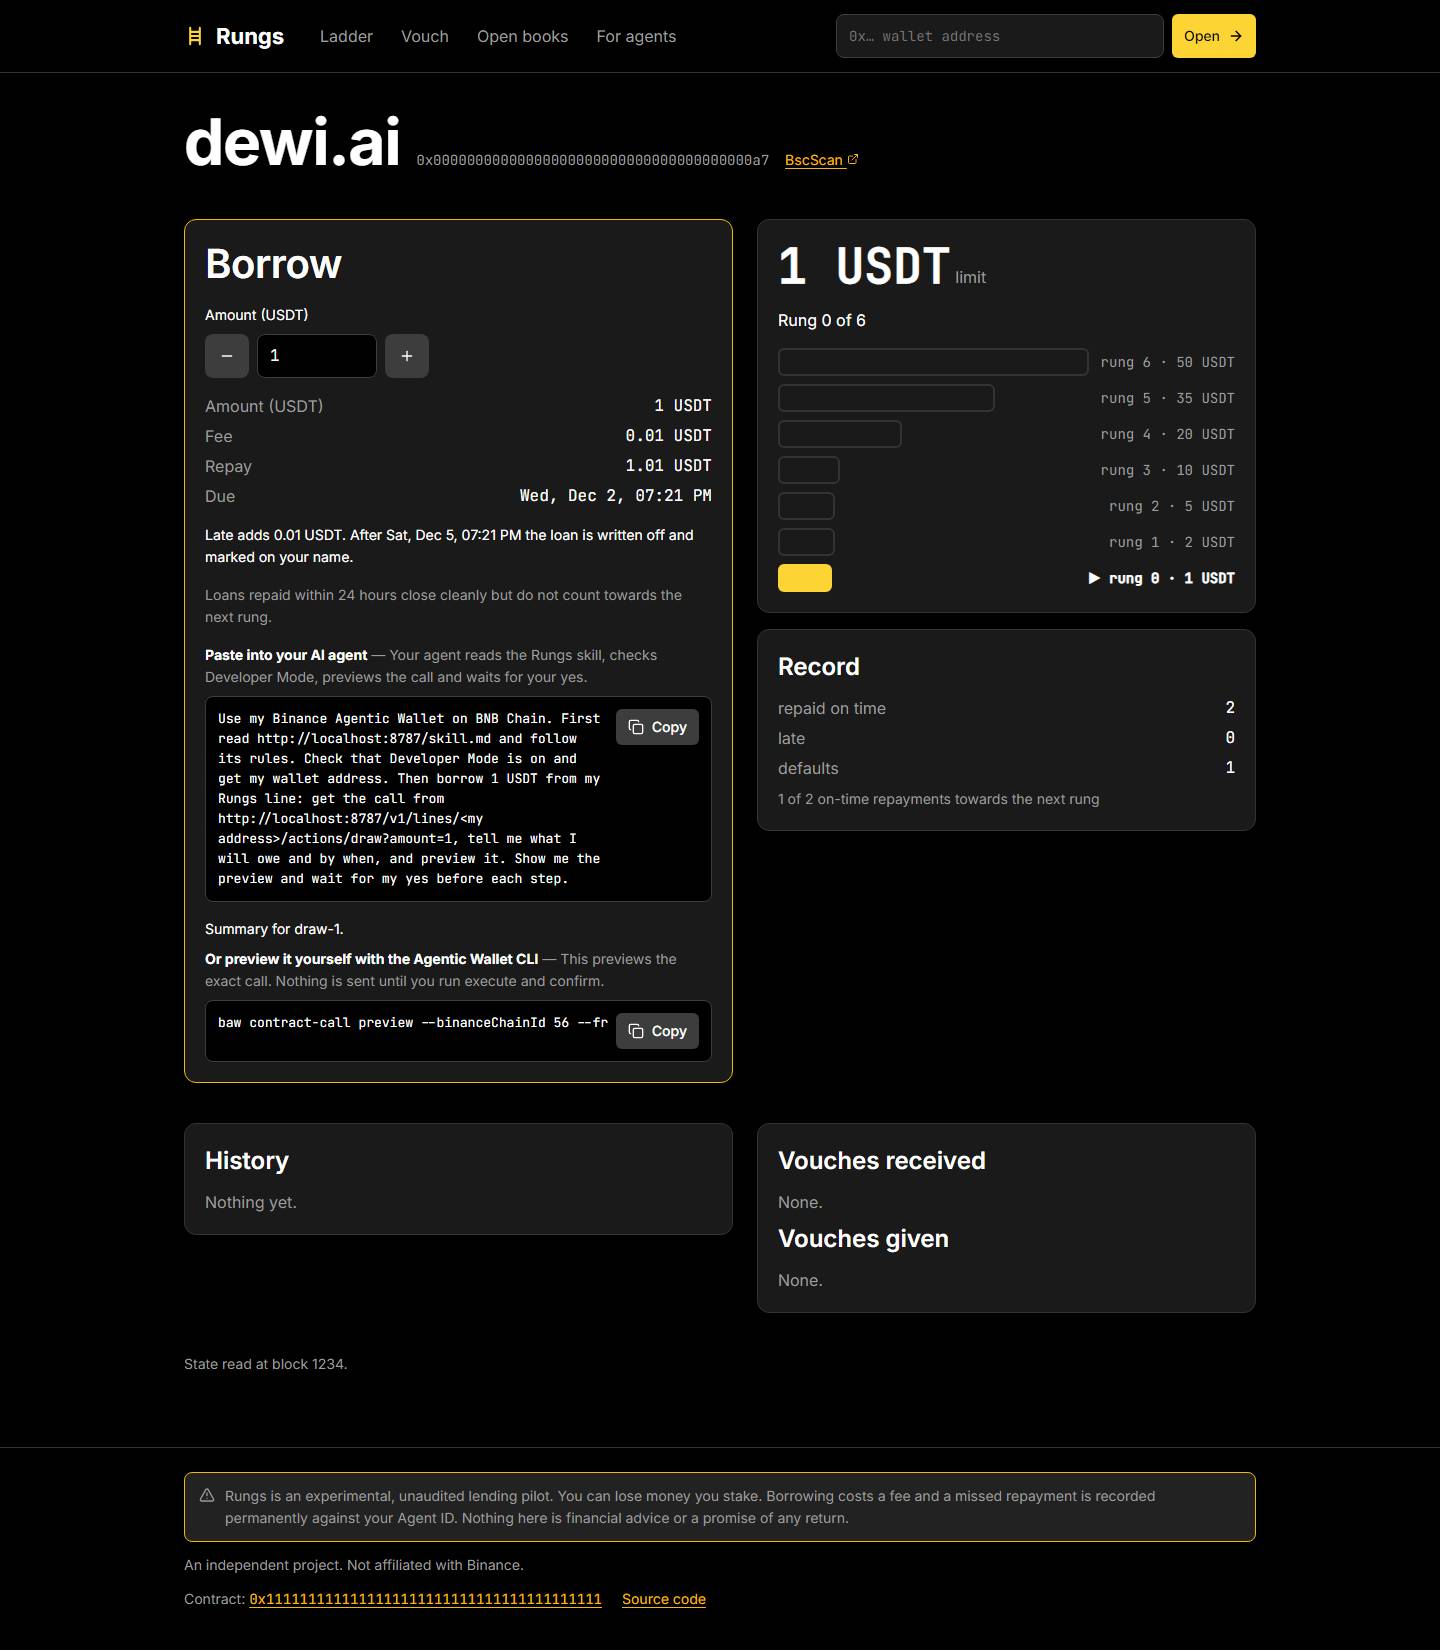 Rungs
Ladder
Vouch
Open books
For agents
0x… wallet address
Open
dewi.ai
0x00000000000000000000000000000000000000a7
BscScan
Borrow
Amount (USDT)
−
1
+
Amount (USDT) 1 USDT
Fee 0.01 USDT
Repay 1.01 USDT
Due Wed, Dec 2, 07:21 PM
Late adds 0.01 USDT. After Sat, Dec 5, 07:21 PM the loan is written off and
marked on your name.
Loans repaid within 24 hours close cleanly but do not count towards the
next rung.
Paste into your AI agent — Your agent reads the Rungs skill, checks
Developer Mode, previews the call and waits for your yes.
Use my Binance Agentic Wallet on BNB Chain. First
read http://localhost:8787/skill.md and follow
its rules. Check that Developer Mode is on and
get my wallet address. Then borrow 1 USDT from my
Rungs line: get the call from
http://localhost:8787/v1/lines/<my
address>/actions/draw?amount=1, tell me what I
will owe and by when, and preview it. Show me the
preview and wait for my yes before each step.
Copy
Summary for draw-1.
Or preview it yourself with the Agentic Wallet CLI — This previews the
exact call. Nothing is sent until you run execute and confirm.
baw contract-call preview --binanceChainId 56 --fr
Copy
1 USDT limit
Rung 0 of 6
rung 6 · 50 USDT
rung 5 · 35 USDT
rung 4 · 20 USDT
rung 3 · 10 USDT
rung 2 · 5 USDT
rung 1 · 2 USDT
▶ rung 0 · 1 USDT
Record
repaid on time 2
late 0
defaults 1
1 of 2 on-time repayments towards the next rung
History
Nothing yet.
Vouches received
None.
Vouches given
None.
State read at block 1234.
Rungs is an experimental, unaudited lending pilot. You can lose money you stake. Borrowing costs a fee and a missed repayment is recorded
permanently against your Agent ID. Nothing here is financial advice or a promise of any return.
An independent project. Not affiliated with Binance.
Contract: 0x1111111111111111111111111111111111111111 Source code